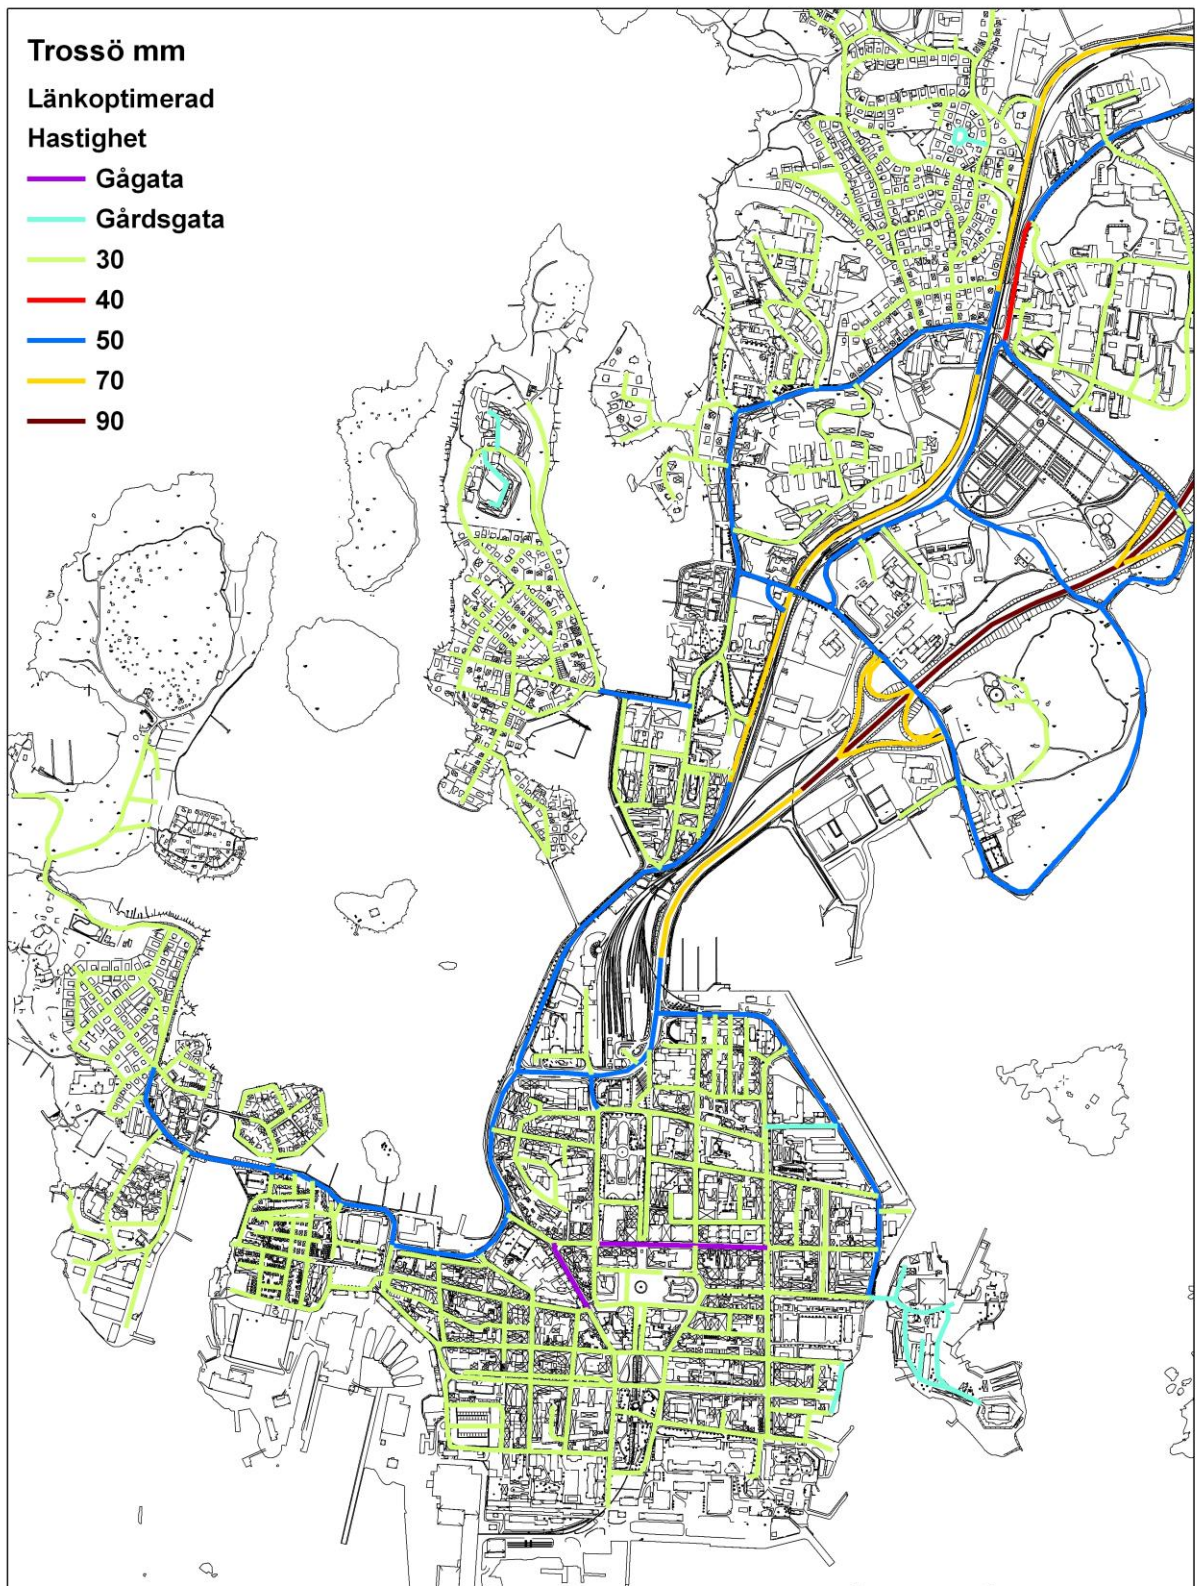 Trossö mm
Länkoptimerad
Hastighet
Gågata
Gårdsgata
30
40
50
70
90